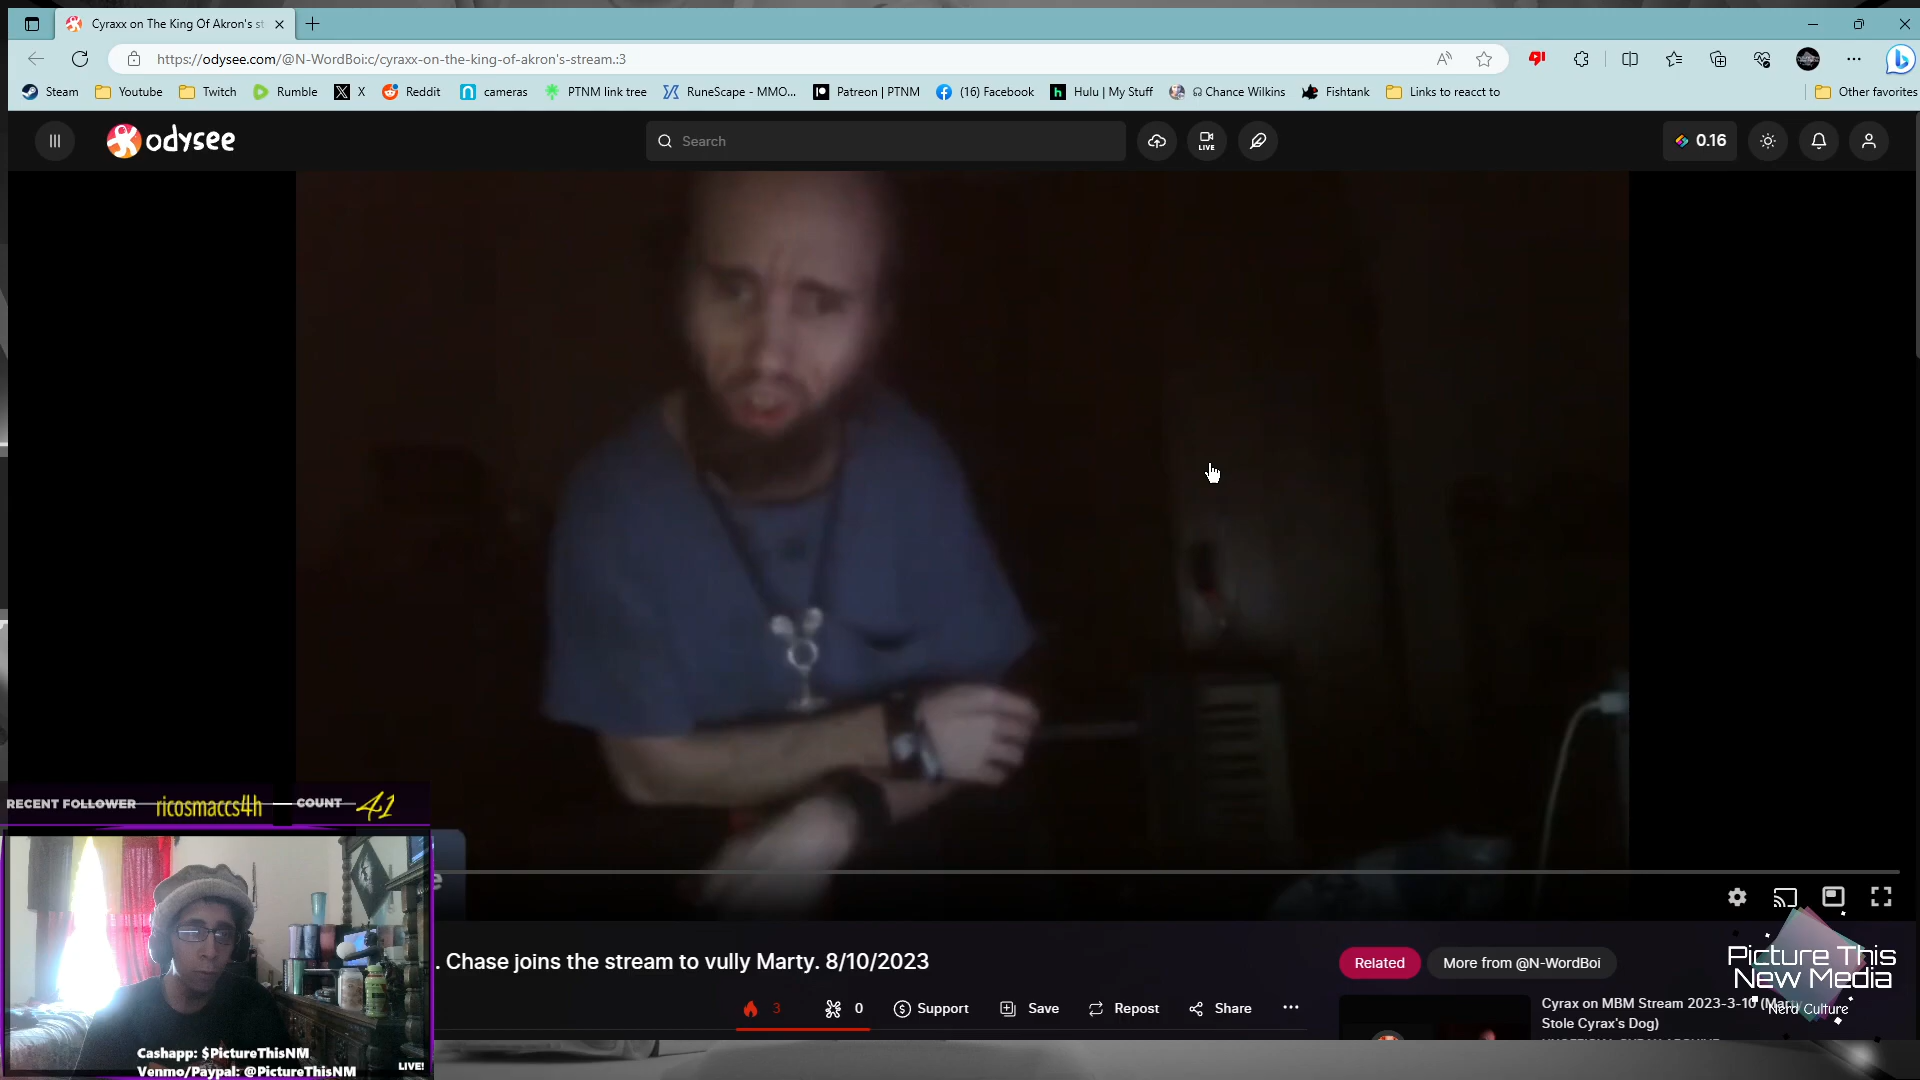 Cyraxx on The King Of Akron's st
https://odysee.com/@N-WordBoi:c/cyraxx-on-the-king-of-akron's-stream.:3
Steam
Youtube
Twitch
Rumble
X
Reddit
cameras
PTNM link tree
RuneScape - MMO...
Patreon | PTNM
(16) Facebook
Hulu | My Stuff
Chance Wilkins
Fishtank
Links to reacct to
Other favorites
odysee
Search
LIVE
0.16
RECENT FOLLOWER
ricosmaccs4h
COUNT
41
. Chase joins the stream to vully Marty. 8/10/2023
3
0
Support
Save
Repost
Share
Related
More from @N-WordBoi
Cyrax on MBM Stream 2023-3-10 (Marty
Stole Cyrax's Dog)
Picture This
New Media
Nerd Culture
Cashapp: $PictureThisNM
Venmo/Paypal: @PictureThisNM
LIVE!